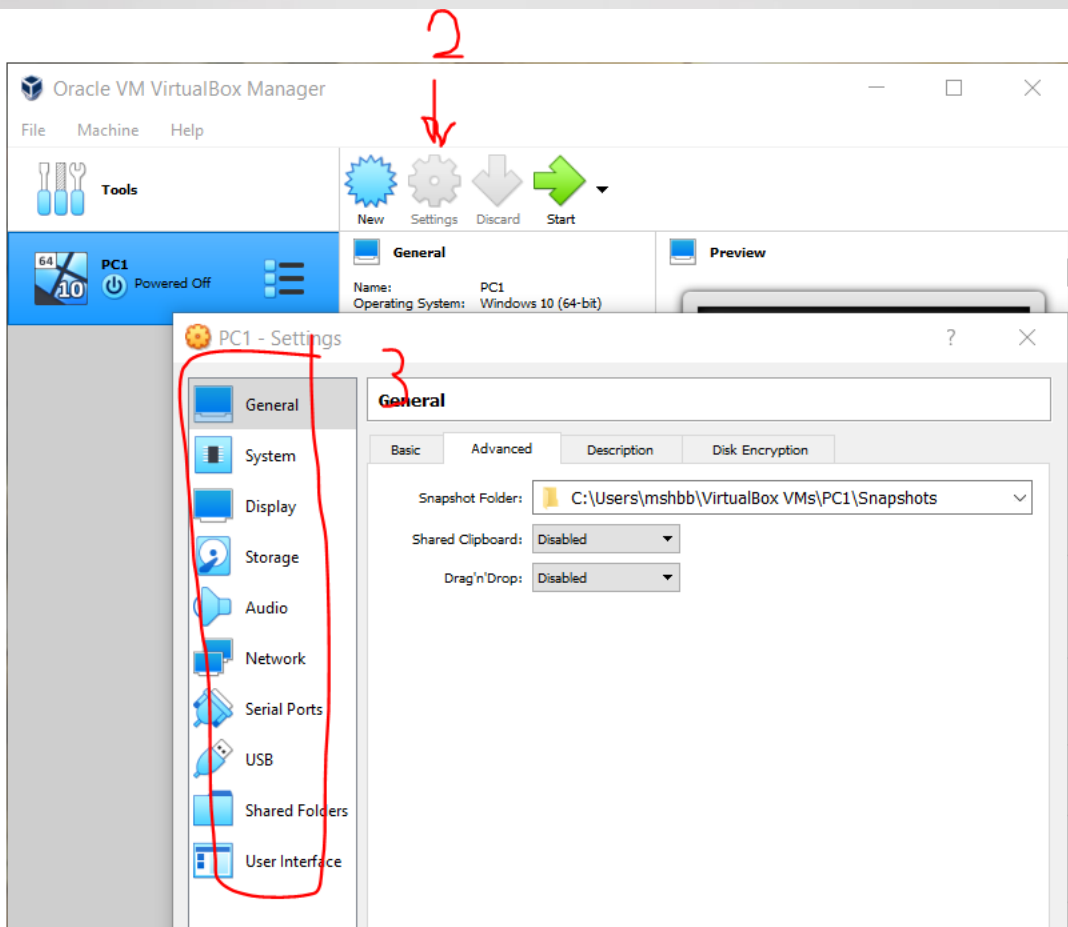 2
Oracle VM VirtualBox Manager
File Machine Help
Tools
New Settings Discard Start
64
10
PC1
Powered Off
General
Name: PC1
Operating System: Windows 10 (64-bit)
Preview
PC1 - Settings
?
3
General
System
Display
Storage
Audio
Network
Serial Ports
USB
Shared Folders
User Interface
General
Basic Advanced Description Disk Encryption
Snapshot Folder: C:\Users\mshbb\VirtualBox VMs\PC1\Snapshots
Shared Clipboard: Disabled
Drag'n'Drop: Disabled